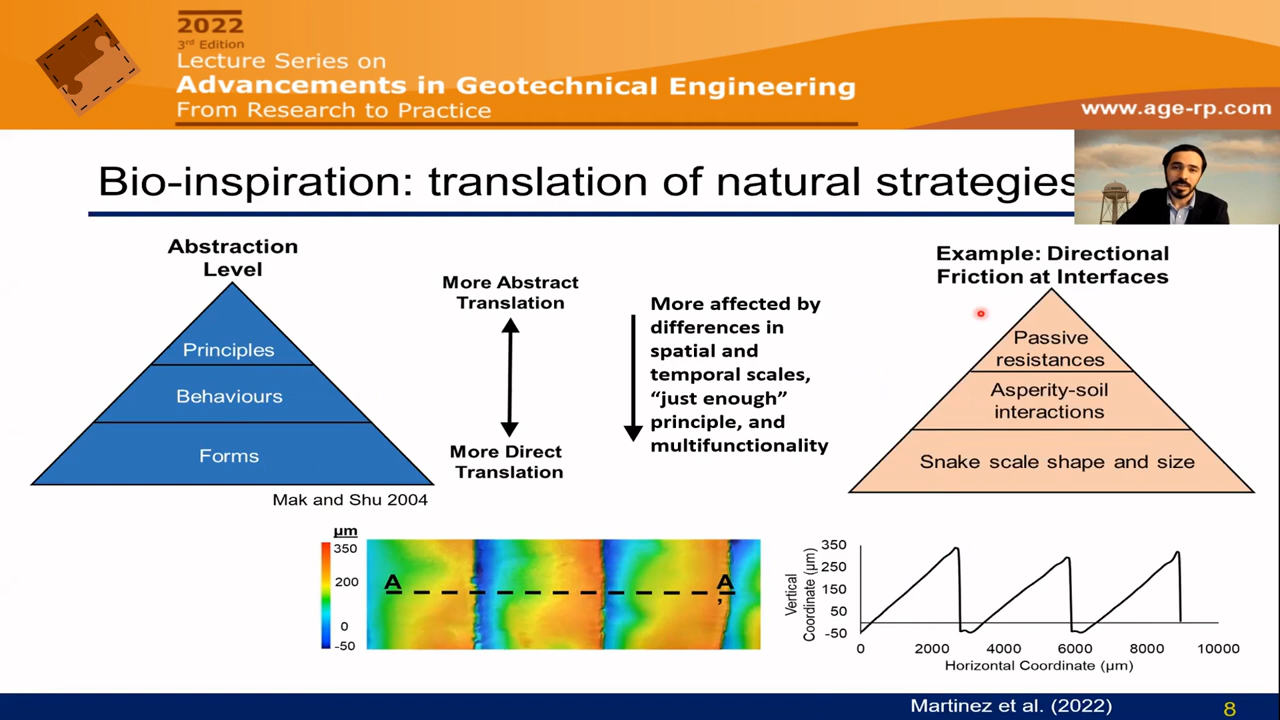 2022
3rd Edition
Lecture Series on
Advancements in Geotechnical Engineering
From Research to Practice
www.age-rp.com
Bio-inspiration: translation of natural strategies
Abstraction
Level
Principles
Behaviours
Forms
Mak and Shu 2004
More Abstract
Translation
More Direct
Translation
More affected by
differences in
spatial and
temporal scales,
“just enough”
principle, and
multifunctionality
Example: Directional
Friction at Interfaces
Passive
resistances
Asperity-soil
interactions
Snake scale shape and size
µm
350
200
0
-50
A
A
,
Vertical
Coordinate (µm)
350
250
150
50
-50
0 2000 4000 6000 8000 10000
Horizontal Coordinate (µm)
Martinez et al. (2022)
8